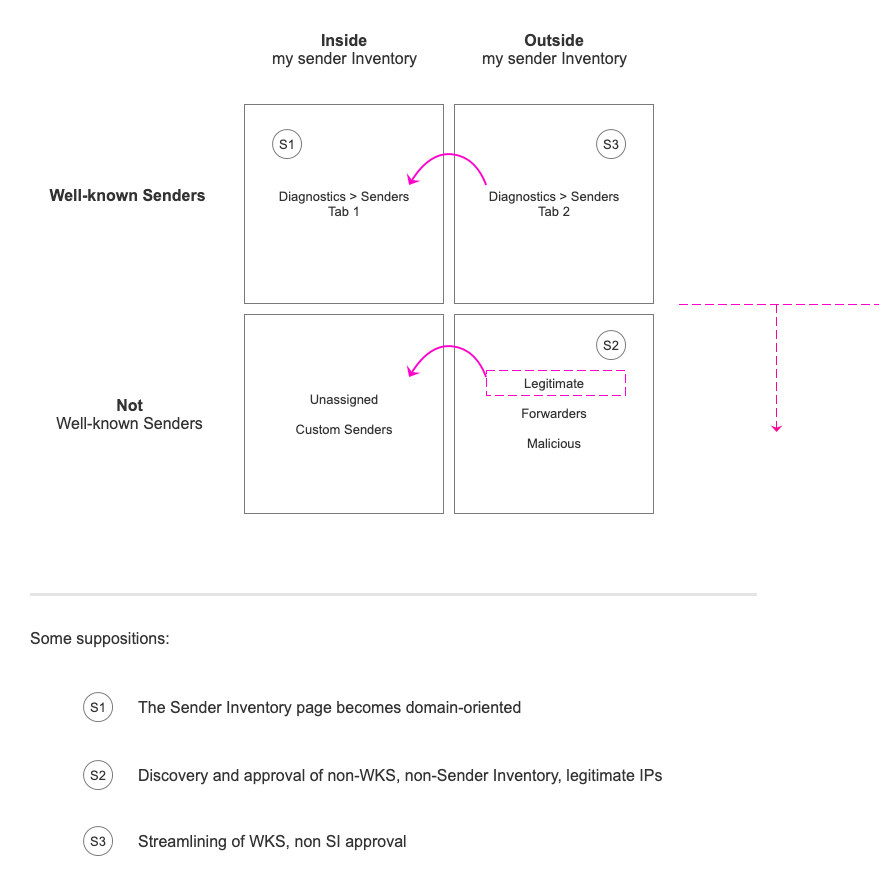 Inside
my sender Inventory
Outside
my sender Inventory
Well-known Senders
S1
Diagnostics > Senders
Tab 1
S3
Diagnostics > Senders
Tab 2
Not
Well-known Senders
Unassigned
Custom Senders
S2
Legitimate
Forwarders
Malicious
Some suppositions:
S1 The Sender Inventory page becomes domain-oriented
S2 Discovery and approval of non-WKS, non-Sender Inventory, legitimate IPs
S3 Streamlining of WKS, non SI approval